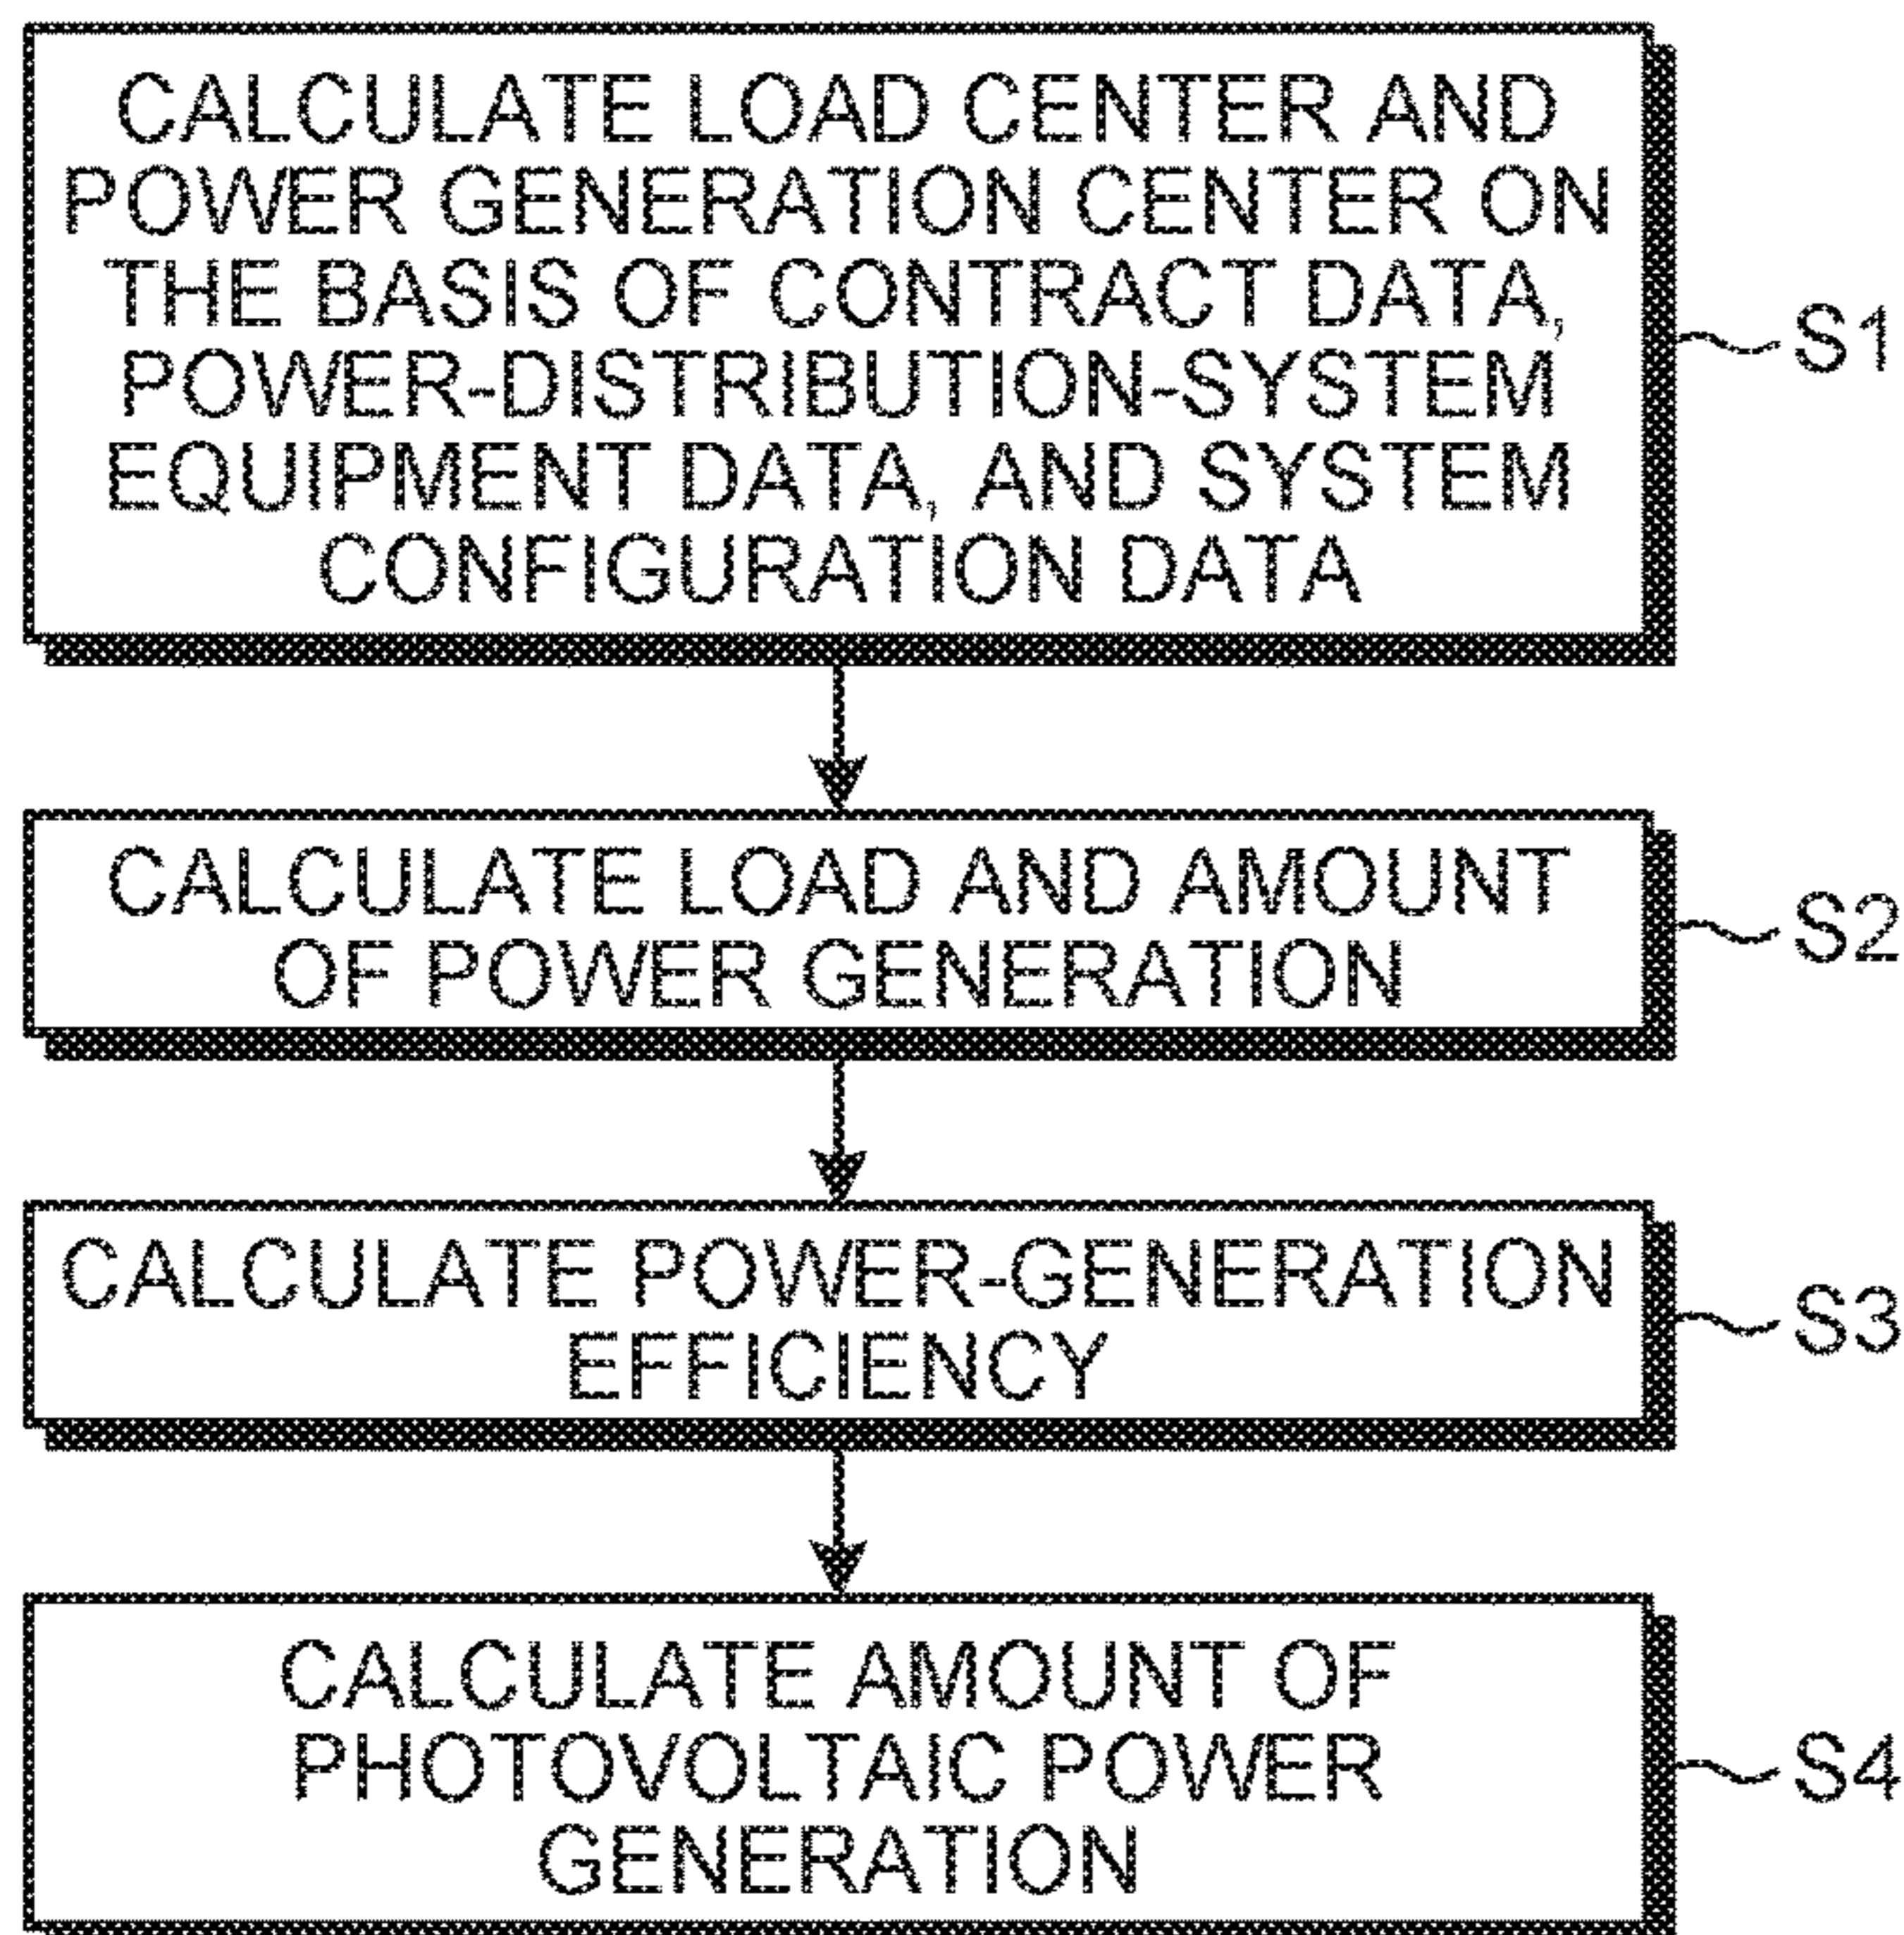 CALCULATE LOAD CENTER AND
POWER GENERATION CENTER ON
THE BASIS OF CONTRACT DATA,
POWER-DISTRIBUTION-SYSTEM
EQUIPMENT DATA, AND SYSTEM
CONFIGURATION DATA
S1
CALCULATE LOAD AND AMOUNT
OF POWER GENERATION
S2
CALCULATE POWER-GENERATION
EFFICIENCY
S3
CALCULATE AMOUNT OF
PHOTOVOLTAIC POWER
GENERATION
S4